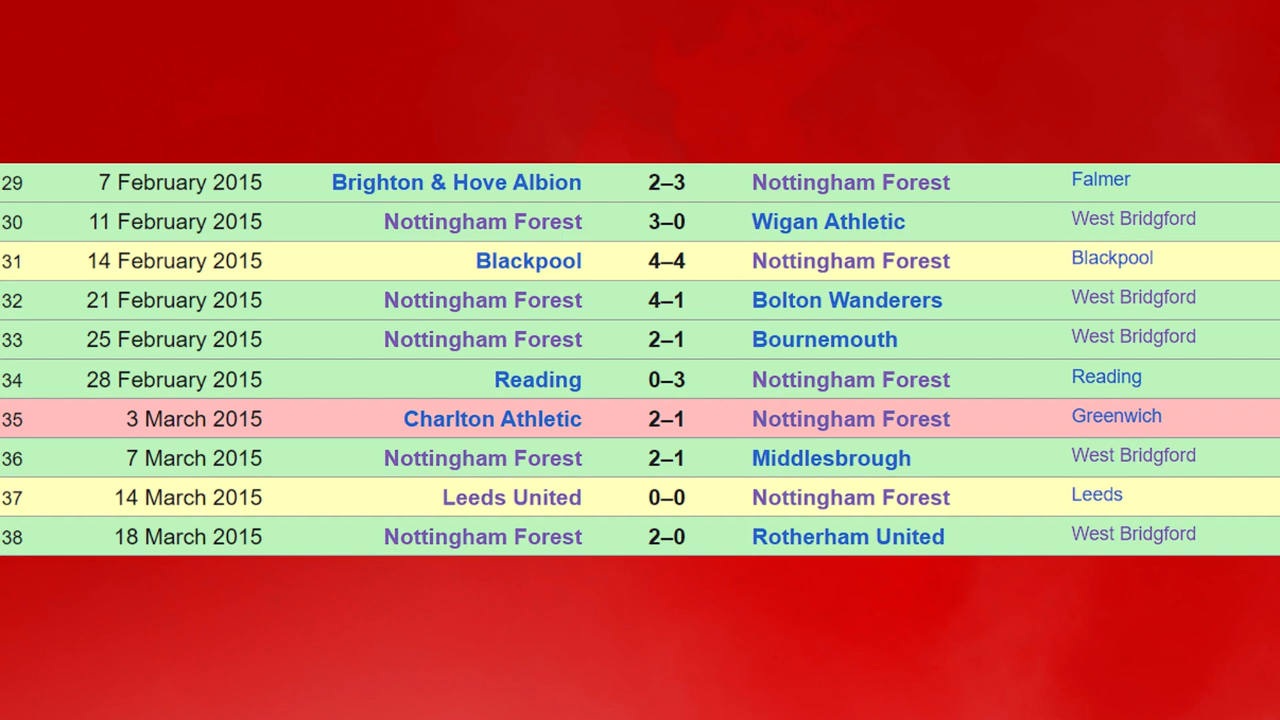 29 7 February 2015 Brighton & Hove Albion 2–3 Nottingham Forest Falmer
30 11 February 2015 Nottingham Forest 3–0 Wigan Athletic West Bridgford
31 14 February 2015 Blackpool 4–4 Nottingham Forest Blackpool
32 21 February 2015 Nottingham Forest 4–1 Bolton Wanderers West Bridgford
33 25 February 2015 Nottingham Forest 2–1 Bournemouth West Bridgford
34 28 February 2015 Reading 0–3 Nottingham Forest Reading
35 3 March 2015 Charlton Athletic 2–1 Nottingham Forest Greenwich
36 7 March 2015 Nottingham Forest 2–1 Middlesbrough West Bridgford
37 14 March 2015 Leeds United 0–0 Nottingham Forest Leeds
38 18 March 2015 Nottingham Forest 2–0 Rotherham United West Bridgford